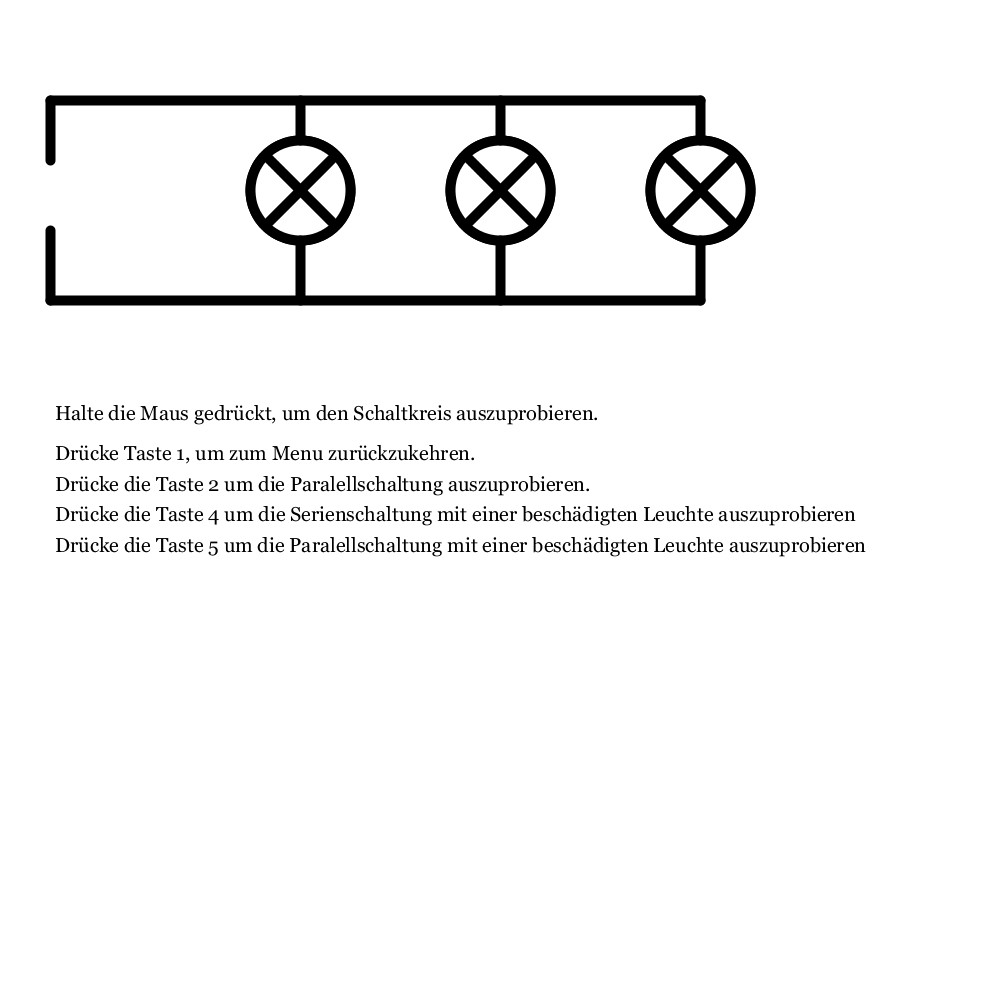 Halte die Maus gedrückt, um den Schaltkreis auszuprobieren.
Drücke Taste 1, um zum Menu zurückzukehren.
Drücke die Taste 2 um die Paralellschaltung auszuprobieren.
Drücke die Taste 4 um die Serienschaltung mit einer beschädigten Leuchte auszuprobieren
Drücke die Taste 5 um die Paralellschaltung mit einer beschädigten Leuchte auszuprobieren